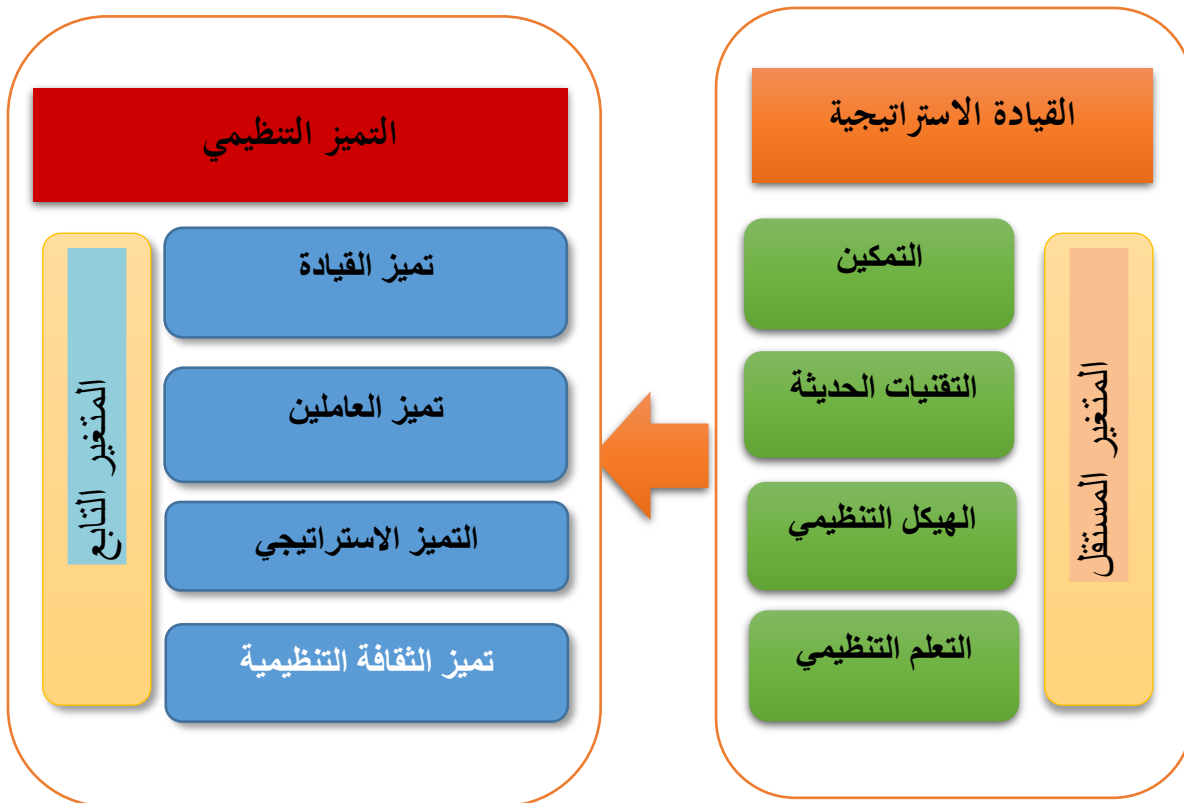 القيادة الاستراتيجية
المتغير المستقل
التمكين
التقنيات الحديثة
الهيكل التنظيمي
التعلم التنظيمي
التميز التنظيمي
تميز القيادة
تميز العاملين
التميز الاستراتيجي
تميز الثقافة التنظيمية
المتغير التابع